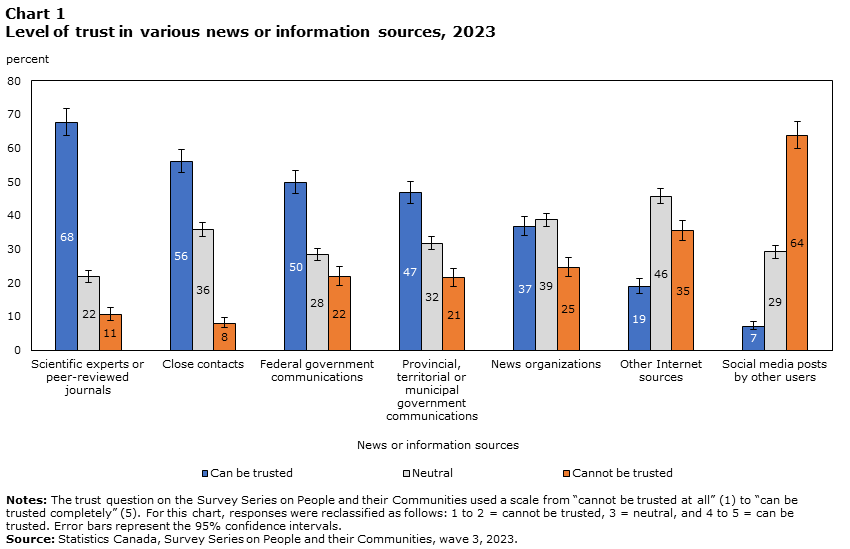 Chart 1
Level of trust in various news or information sources, 2023
percent
80
70
60
50
40
30
20
10
0
68
22
11
56
36
8
50
28
22
47
32
21
37
39
25
19
46
35
7
29
64
Scientific experts or
peer-reviewed
journals
Close contacts
Federal government
communications
Provincial,
territorial or
municipal
government
communications
News organizations
Other Internet
sources
Social media posts
by other users
News or information sources
Can be trusted
Neutral
Cannot be trusted
Notes: The trust question on the Survey Series on People and their Communities used a scale from “cannot be trusted at all” (1) to “can be
trusted completely” (5). For this chart, responses were reclassified as follows: 1 to 2 = cannot be trusted, 3 = neutral, and 4 to 5 = can be
trusted. Error bars represent the 95% confidence intervals.
Source: Statistics Canada, Survey Series on People and their Communities, wave 3, 2023.